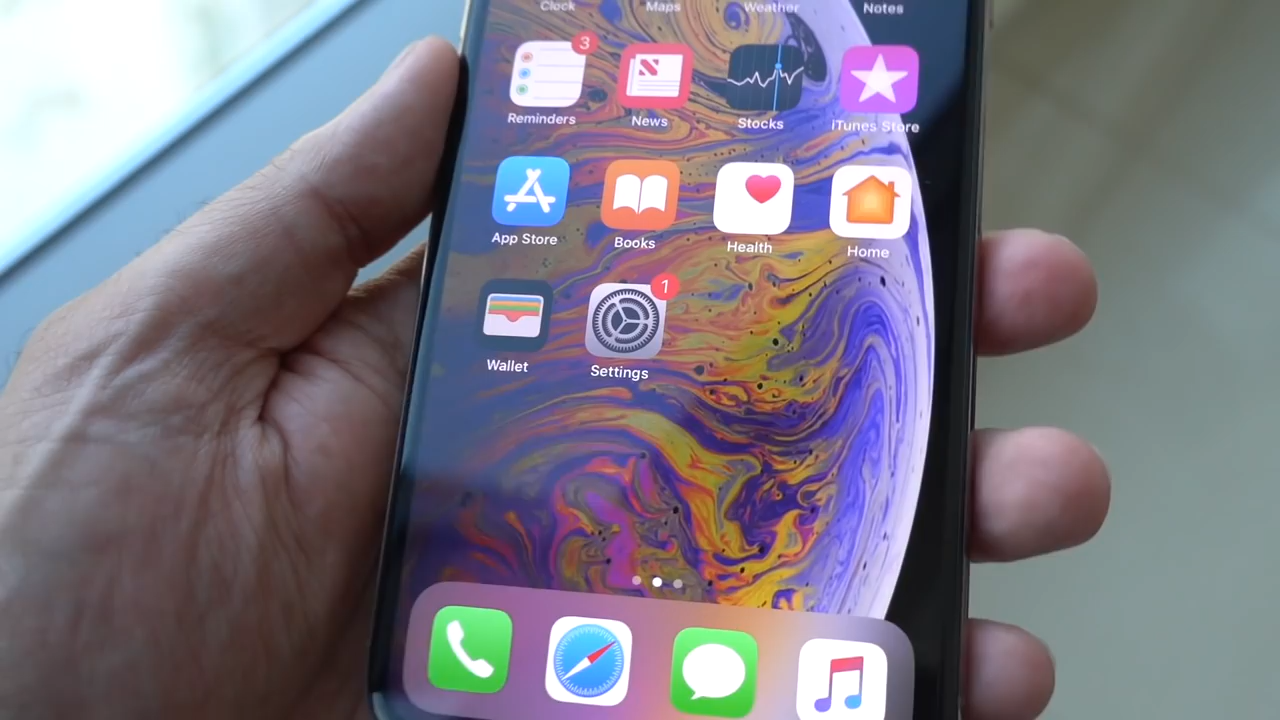 Clock Maps Weather Notes
3
Reminders News Stocks iTunes Store
App Store Books Health Home
1
Wallet Settings